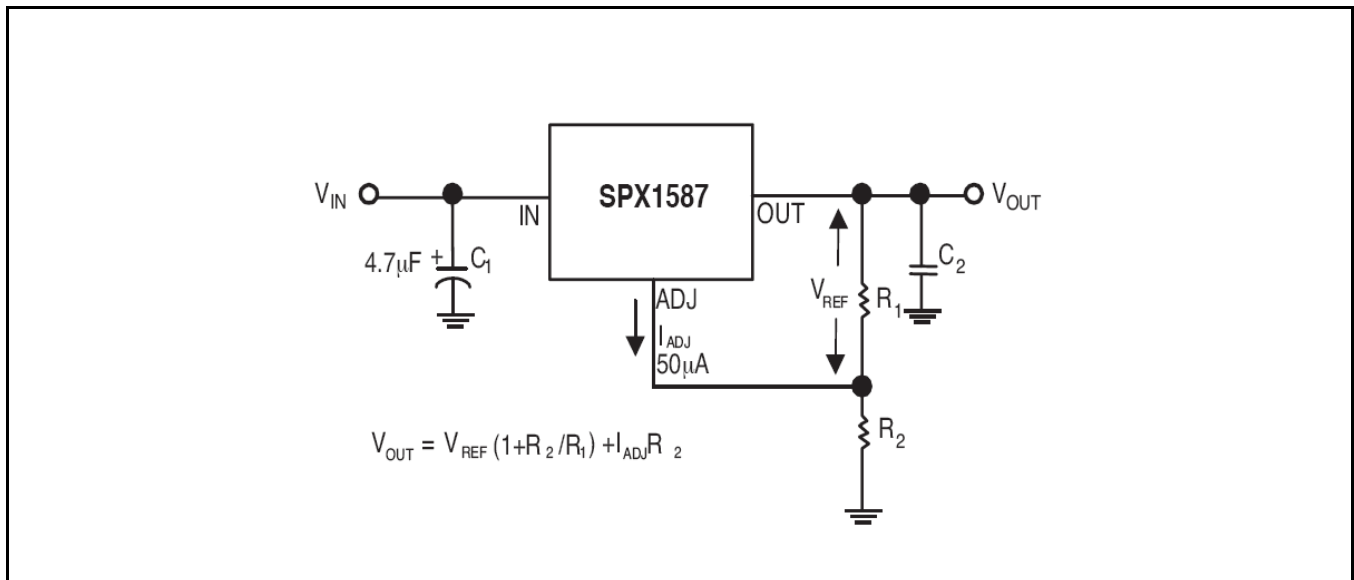 V_IN
SPX1587
IN
OUT
V_OUT
4.7µF + C_1
ADJ
I_ADJ
50µA
V_REF
R_1
C_2
R_2
V_OUT = V_REF (1+R_2/R_1) +I_ADJ R_2